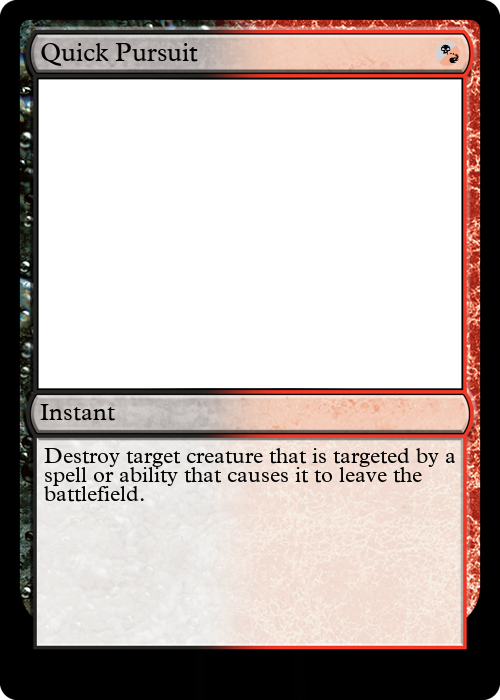 Quick Pursuit
Instant
Destroy target creature that is targeted by a
spell or ability that causes it to leave the
battlefield.